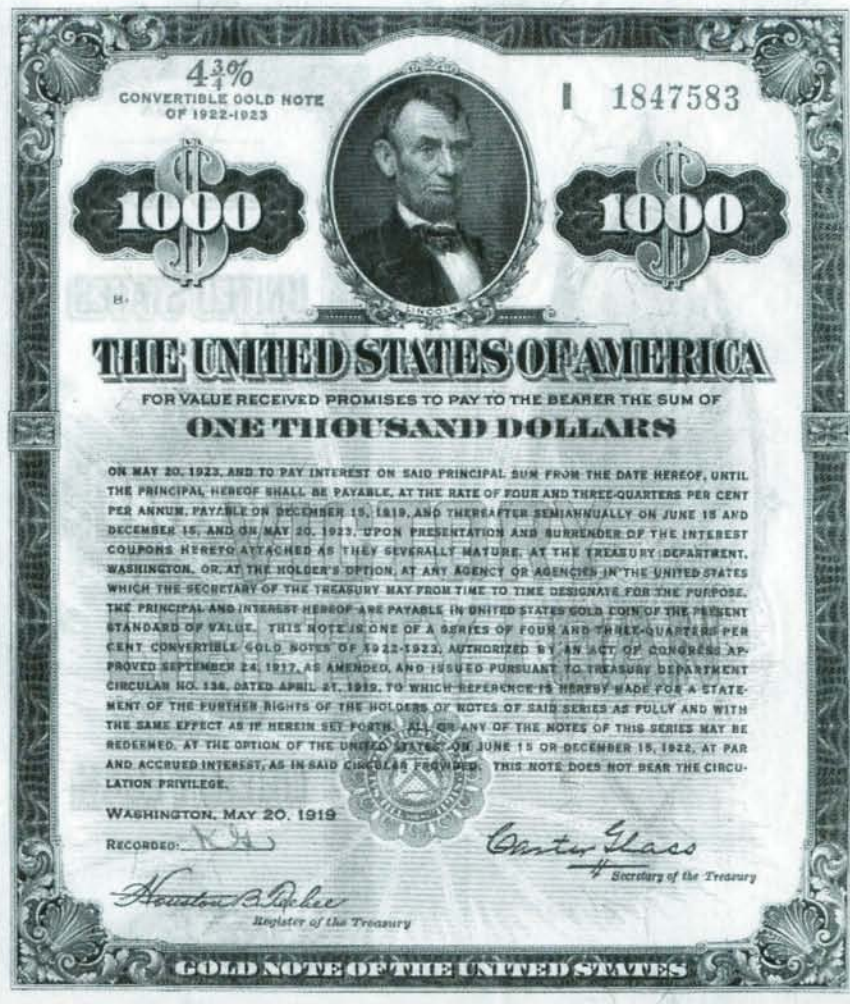 4 3/4%
CONVERTIBLE GOLD NOTE
OF 1922-1923
I 1847583
1000
1000
B-
LINCOLN
THE UNITED STATES OF AMERICA
FOR VALUE RECEIVED PROMISES TO PAY TO THE BEARER THE SUM OF
ONE THOUSAND DOLLARS
ON MAY 20, 1923, AND TO PAY INTEREST ON SAID PRINCIPAL SUM FROM THE DATE HEREOF, UNTIL
THE PRINCIPAL HEREOF SHALL BE PAYABLE, AT THE RATE OF FOUR AND THREE-QUARTERS PER CENT
PER ANNUM, PAYABLE ON DECEMBER 15, 1919, AND THEREAFTER SEMIANNUALLY ON JUNE 15 AND
DECEMBER 15, AND ON MAY 20, 1923, UPON PRESENTATION AND SURRENDER OF THE INTEREST
COUPONS HERETO ATTACHED AS THEY SEVERALLY MATURE, AT THE TREASURY DEPARTMENT,
WASHINGTON, OR, AT THE HOLDER'S OPTION, AT ANY AGENCY OR AGENCIES IN THE UNITED STATES
WHICH THE SECRETARY OF THE TREASURY MAY FROM TIME TO TIME DESIGNATE FOR THE PURPOSE.
THE PRINCIPAL AND INTEREST HEREOF ARE PAYABLE IN UNITED STATES GOLD COIN OF THE PRESENT
STANDARD OF VALUE. THIS NOTE IS ONE OF A SERIES OF FOUR AND THREE-QUARTERS PER
CENT CONVERTIBLE GOLD NOTES OF 1922-1923, AUTHORIZED BY AN ACT OF CONGRESS AP-
PROVED SEPTEMBER 24, 1917, AS AMENDED, AND ISSUED PURSUANT TO TREASURY DEPARTMENT
CIRCULAR NO. 138, DATED APRIL 21, 1919, TO WHICH REFERENCE IS HEREBY MADE FOR A STATE-
MENT OF THE FURTHER RIGHTS OF THE HOLDERS OF NOTES OF SAID SERIES AS FULLY AND WITH
THE SAME EFFECT AS IF HEREIN SET FORTH. ALL OR ANY OF THE NOTES OF THIS SERIES MAY BE
REDEEMED, AT THE OPTION OF THE UNITED STATES, ON JUNE 15 OR DECEMBER 15, 1922, AT PAR
AND ACCRUED INTEREST, AS IN SAID CIRCULAR PROVIDED. THIS NOTE DOES NOT BEAR THE CIRCU-
LATION PRIVILEGE.
WASHINGTON, MAY 20, 1919
RECORDED:
Carter Glass
Secretary of the Treasury
Houston B. Teehee
Register of the Treasury
GOLD NOTE OF THE UNITED STATES